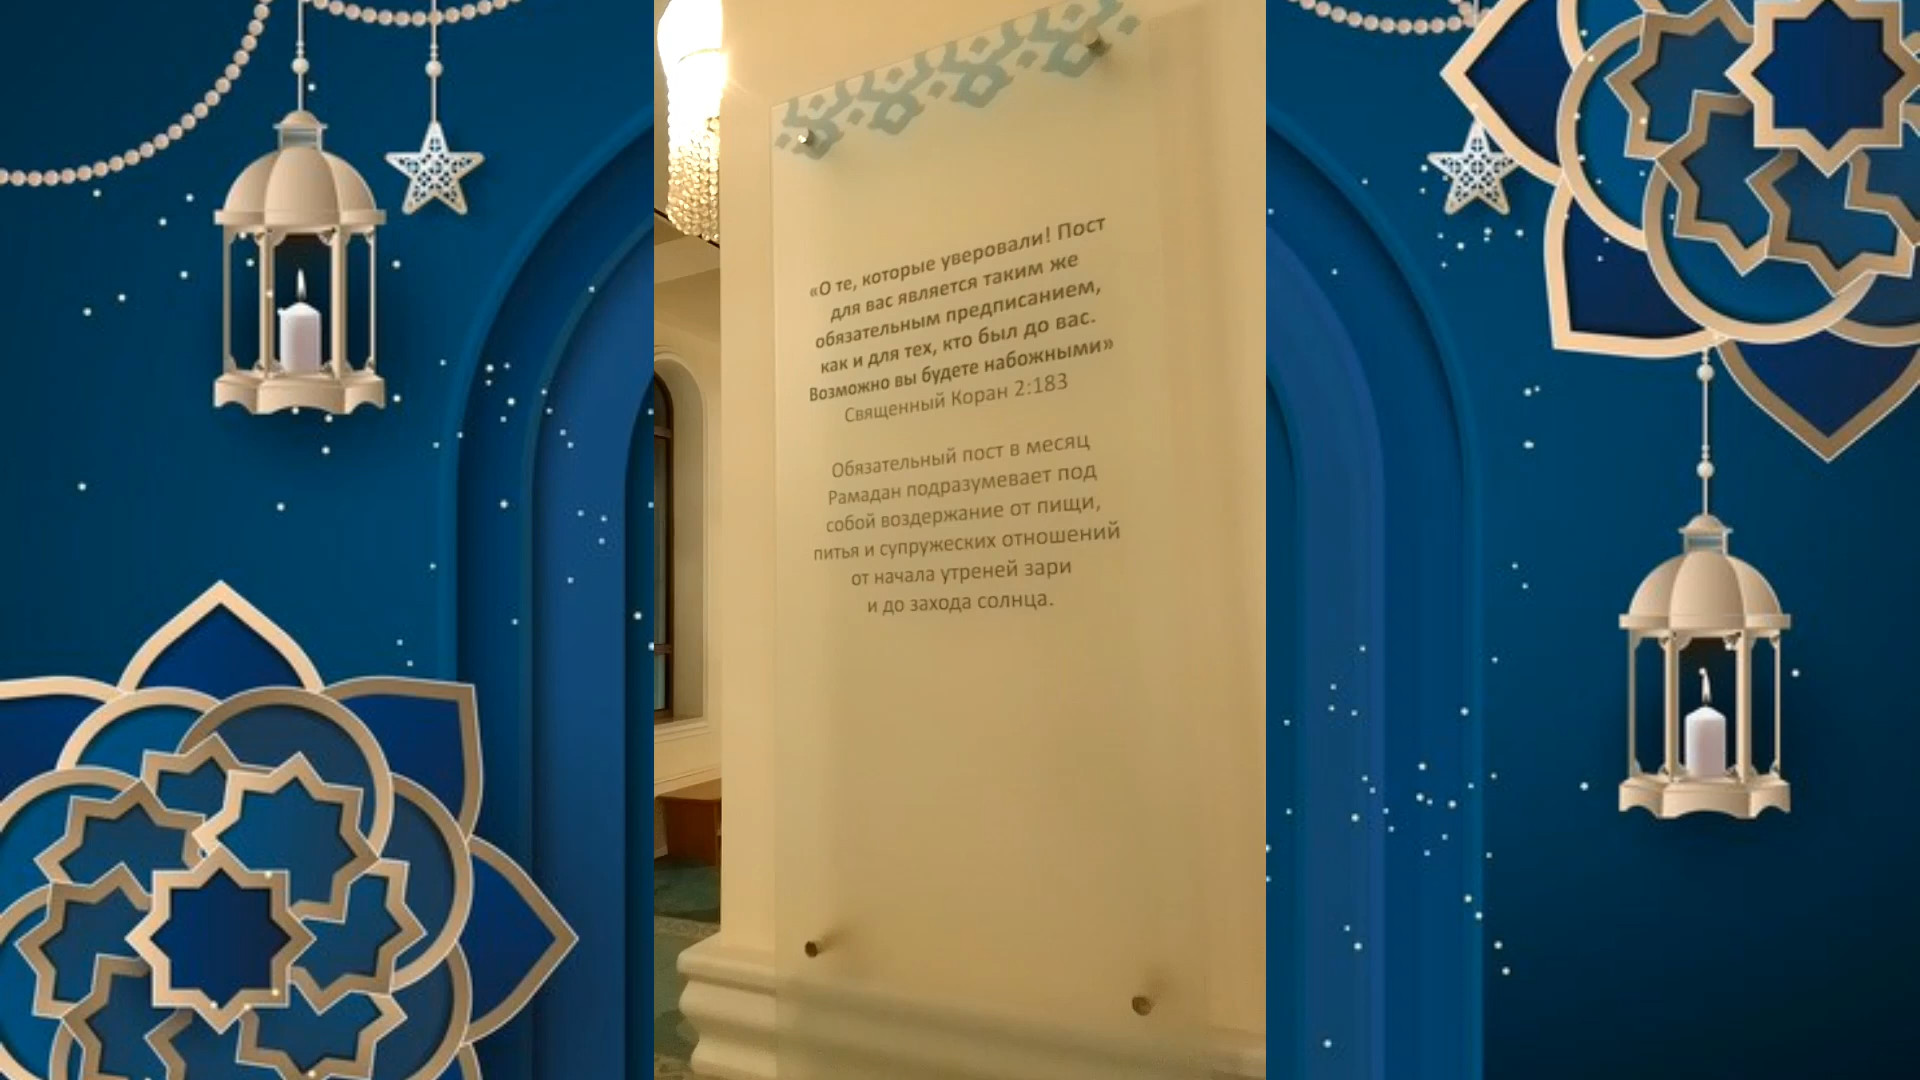 «О те, которые уверовали! Пост
для вас является таким же
обязательным предписанием,
как и для тех, кто был до вас.
Возможно вы будете набожными»
Священный Коран 2:183
Обязательный пост в месяц
Рамадан подразумевает под
собой воздержание от пищи,
питья и супружеских отношений
от начала утреней зари
и до захода солнца.